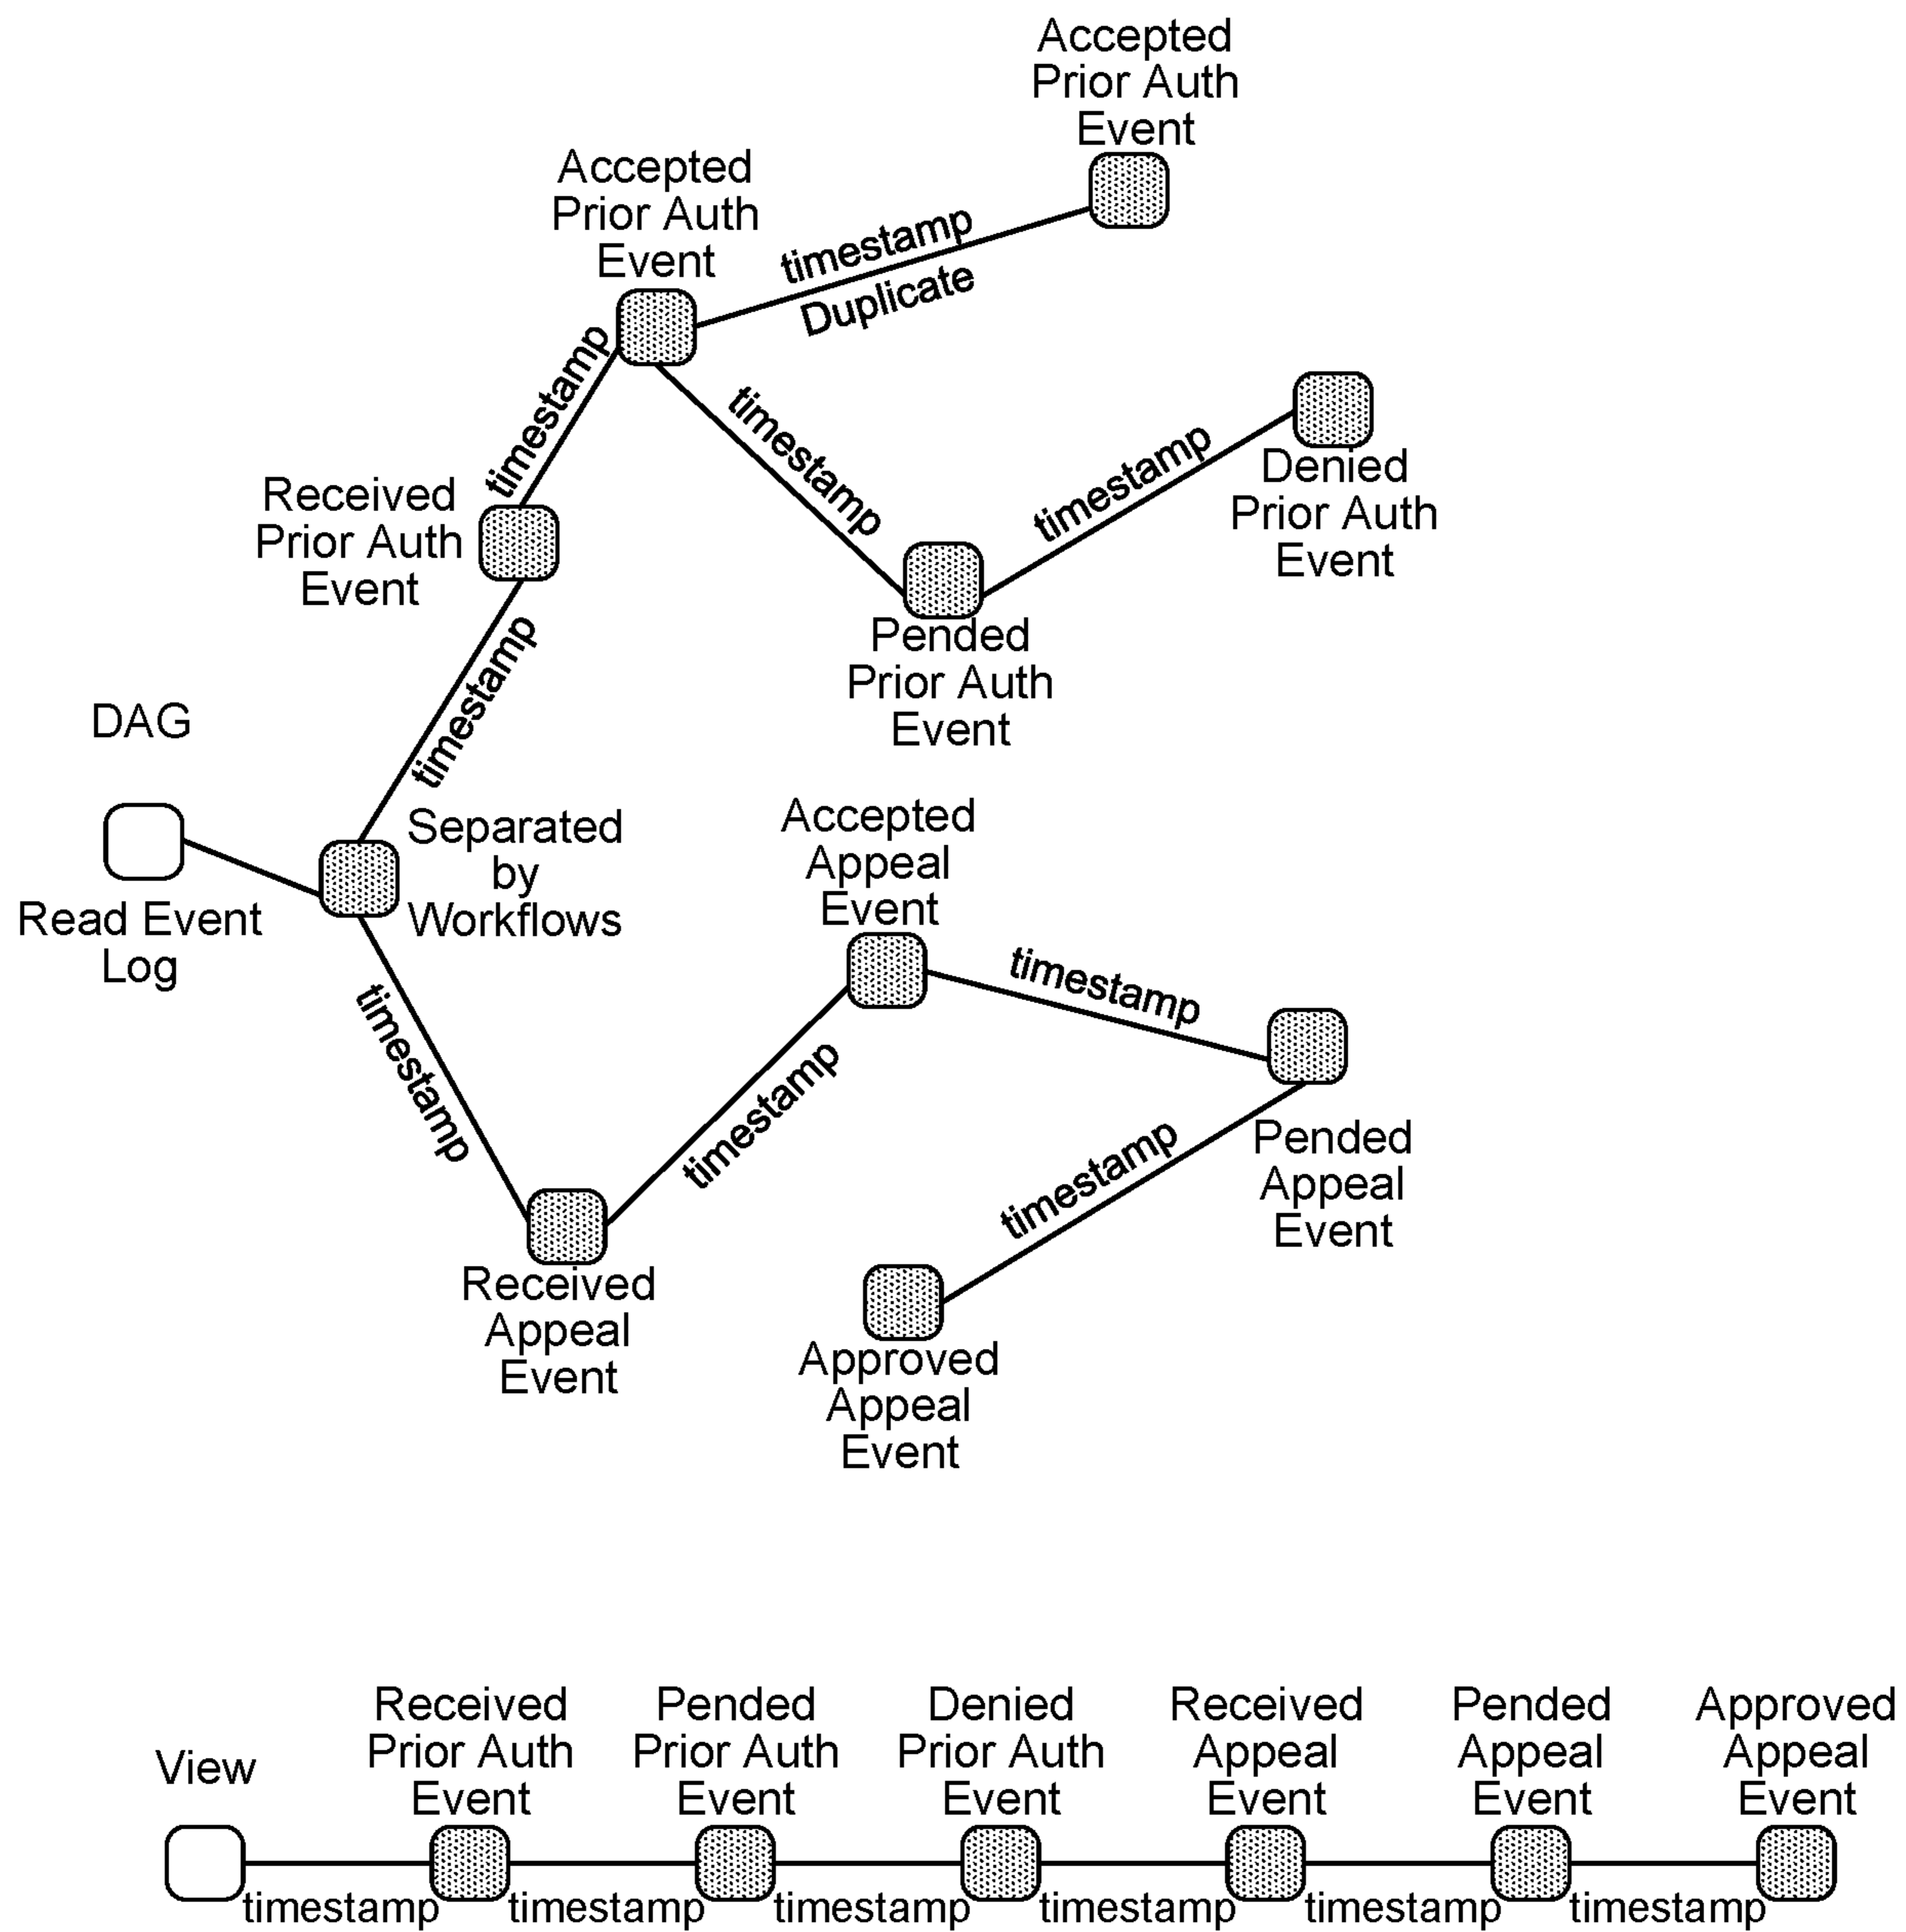 Accepted
Prior Auth
Event
Accepted
Prior Auth
Event
timestamp
Duplicate
timestamp
timestamp
timestamp
Denied
Prior Auth
Event
Received
Prior Auth
Event
Pended
Prior Auth
Event
timestamp
DAG
Separated
by
Workflows
Read Event
Log
Accepted
Appeal
Event
timestamp
timestamp
timestamp
Pended
Appeal
Event
timestamp
Received
Appeal
Event
Approved
Appeal
Event
View
Received
Prior Auth
Event
Pended
Prior Auth
Event
Denied
Prior Auth
Event
Received
Appeal
Event
Pended
Appeal
Event
Approved
Appeal
Event
timestamp
timestamp
timestamp
timestamp
timestamp
timestamp